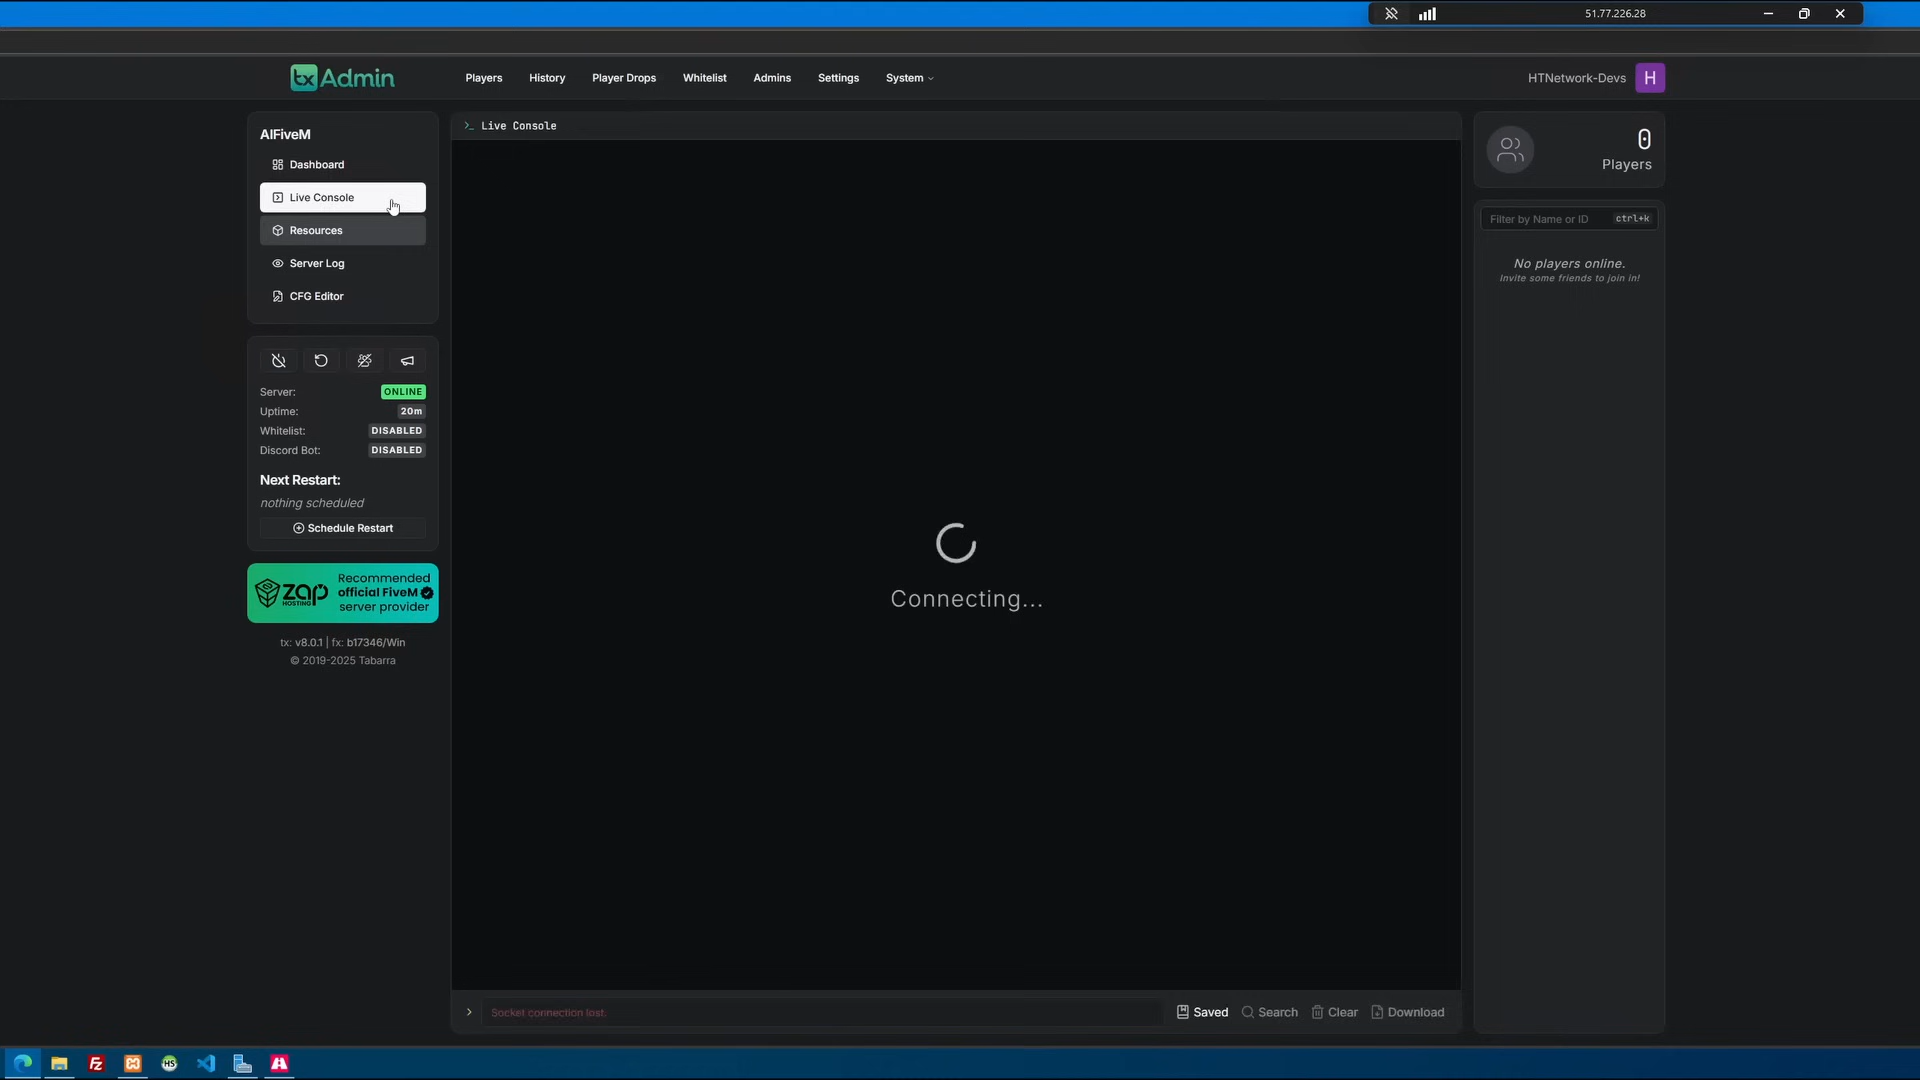 51.77.226.28
txAdmin
Players
History
Player Drops
Whitelist
Admins
Settings
System
HTNetwork-Devs
H
AIFiveM
Dashboard
Live Console
Resources
Server Log
CFG Editor
Server: ONLINE
Uptime: 20m
Whitelist: DISABLED
Discord Bot: DISABLED
Next Restart:
nothing scheduled
Schedule Restart
ZAP HOSTING
Recommended
official FiveM
server provider
tx: v8.0.1 | fx: b17346/Win
© 2019-2025 Tabarra
>_ Live Console
Connecting...
Socket connection lost.
Saved
Search
Clear
Download
0
Players
Filter by Name or ID ctrl+k
No players online.
Invite some friends to join in!
FZ
HS